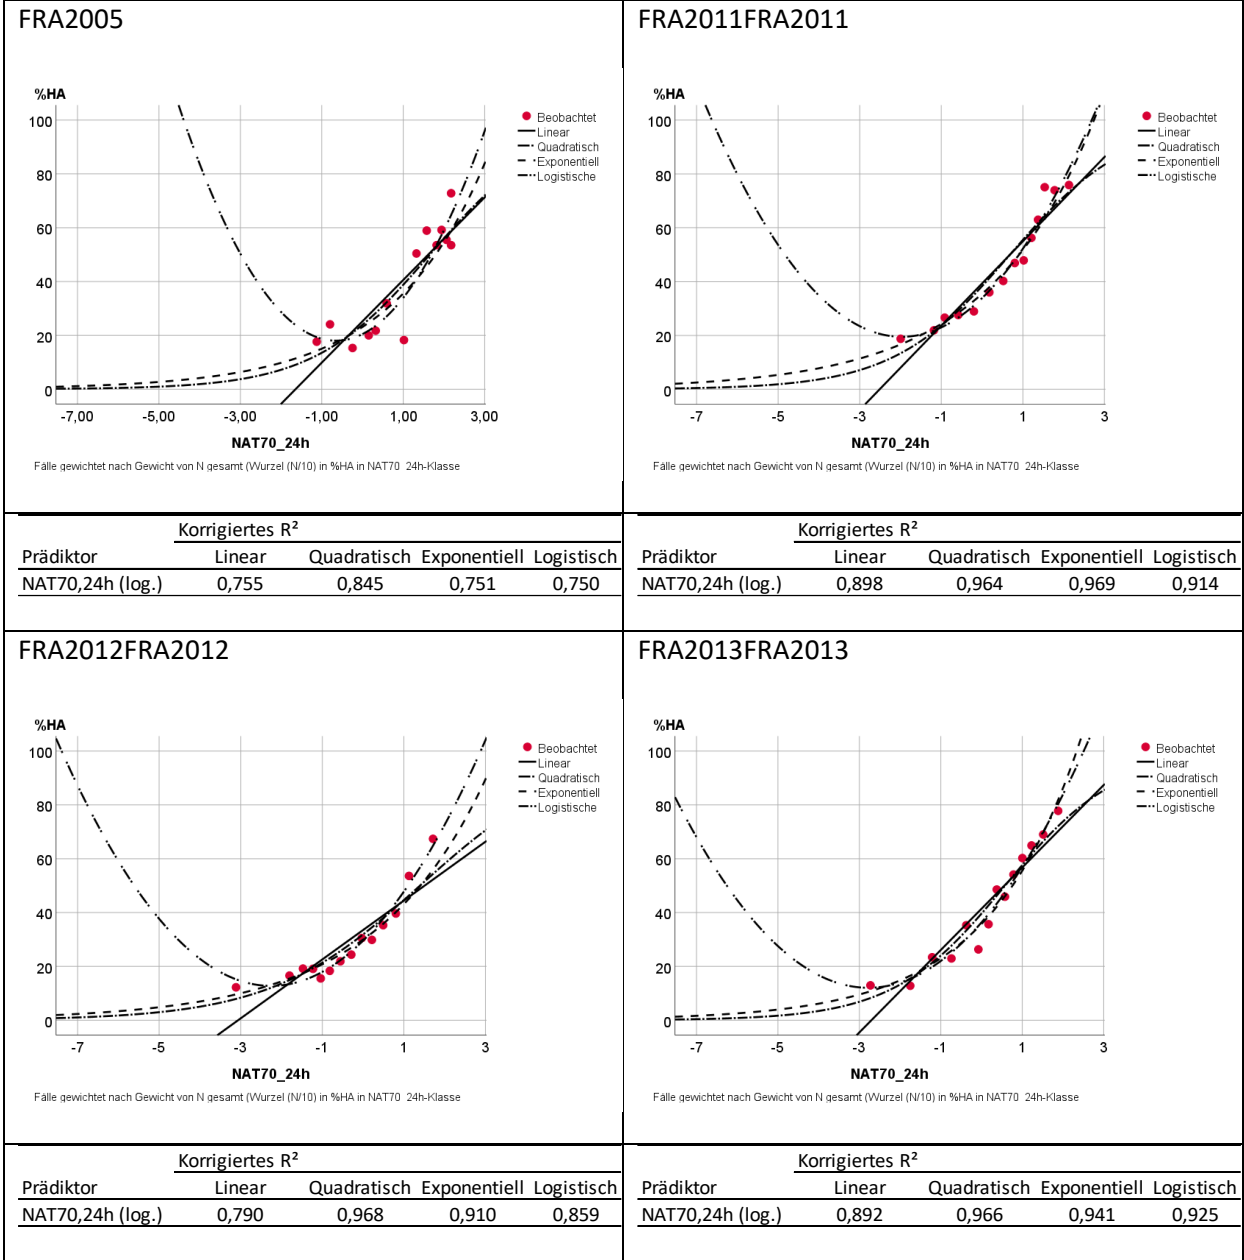 FRA2005
%HA
100
80
60
40
20
0
-7,00 -5,00 -3,00 -1,00 1,00 3,00
NAT70_24h
Beobachtet
Linear
Quadratisch
Exponentiell
Logistische
Fälle gewichtet nach Gewicht von N gesamt (Wurzel (N/10) in %HA in NAT70_24h-Klasse
Korrigiertes R²
Prädiktor Linear Quadratisch Exponentiell Logistisch
NAT70,24h (log.) 0,755 0,845 0,751 0,750
FRA2011FRA2011
%HA
100
80
60
40
20
0
-7 -5 -3 -1 1 3
NAT70_24h
Beobachtet
Linear
Quadratisch
Exponentiell
Logistische
Fälle gewichtet nach Gewicht von N gesamt (Wurzel (N/10) in %HA in NAT70_24h-Klasse
Korrigiertes R²
Prädiktor Linear Quadratisch Exponentiell Logistisch
NAT70,24h (log.) 0,898 0,964 0,969 0,914
FRA2012FRA2012
%HA
100
80
60
40
20
0
-7 -5 -3 -1 1 3
NAT70_24h
Beobachtet
Linear
Quadratisch
Exponentiell
Logistische
Fälle gewichtet nach Gewicht von N gesamt (Wurzel (N/10) in %HA in NAT70_24h-Klasse
Korrigiertes R²
Prädiktor Linear Quadratisch Exponentiell Logistisch
NAT70,24h (log.) 0,790 0,968 0,910 0,859
FRA2013FRA2013
%HA
100
80
60
40
20
0
-7 -5 -3 -1 1 3
NAT70_24h
Beobachtet
Linear
Quadratisch
Exponentiell
Logistische
Fälle gewichtet nach Gewicht von N gesamt (Wurzel (N/10) in %HA in NAT70_24h-Klasse
Korrigiertes R²
Prädiktor Linear Quadratisch Exponentiell Logistisch
NAT70,24h (log.) 0,892 0,966 0,941 0,925